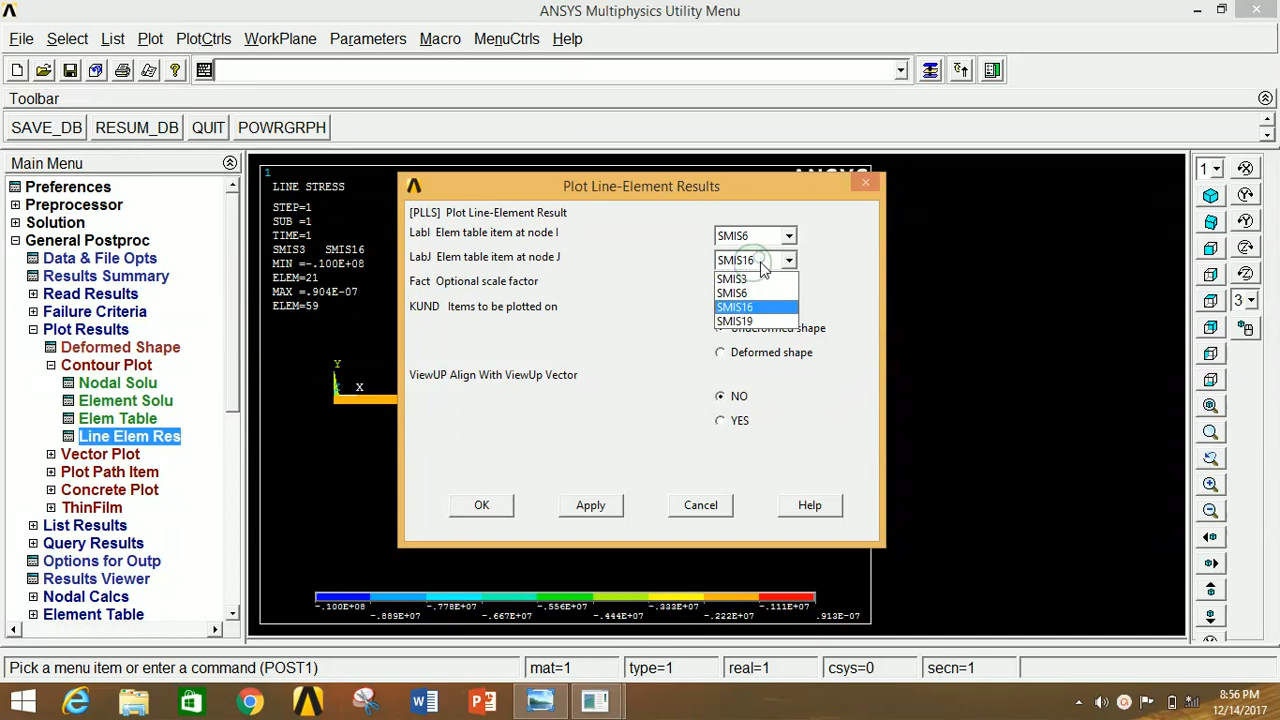 ANSYS Multiphysics Utility Menu
File Select List Plot PlotCtrls WorkPlane Parameters Macro MenuCtrls Help
Toolbar
SAVE_DB RESUM_DB QUIT POWRGRPH
Main Menu
Preferences
Preprocessor
Solution
General Postproc
Data & File Opts
Results Summary
Read Results
Failure Criteria
Plot Results
Deformed Shape
Contour Plot
Nodal Solu
Element Solu
Elem Table
Line Elem Res
Vector Plot
Plot Path Item
Concrete Plot
ThinFilm
List Results
Query Results
Options for Outp
Results Viewer
Nodal Calcs
Element Table
1
LINE STRESS
STEP=1
SUB =1
TIME=1
SMIS3 SMIS16
MIN =-.100E+08
ELEM=21
MAX =.904E-07
ELEM=59
Y
X
Plot Line-Element Results
[PLLS] Plot Line-Element Result
LabI Elem table item at node I
SMIS6
LabJ Elem table item at node J
SMIS16
SMIS3
SMIS6
SMIS16
SMIS19
Fact Optional scale factor
KUND Items to be plotted on
Undeformed shape
Deformed shape
ViewUP Align With ViewUp Vector
NO
YES
OK Apply Cancel Help
-.100E+08 -.778E+07 -.556E+07 -.333E+07 -.111E+07
-.889E+07 -.667E+07 -.444E+07 -.222E+07 .913E-07
1
3
Pick a menu item or enter a command (POST1) mat=1 type=1 real=1 csys=0 secn=1
8:56 PM
12/14/2017